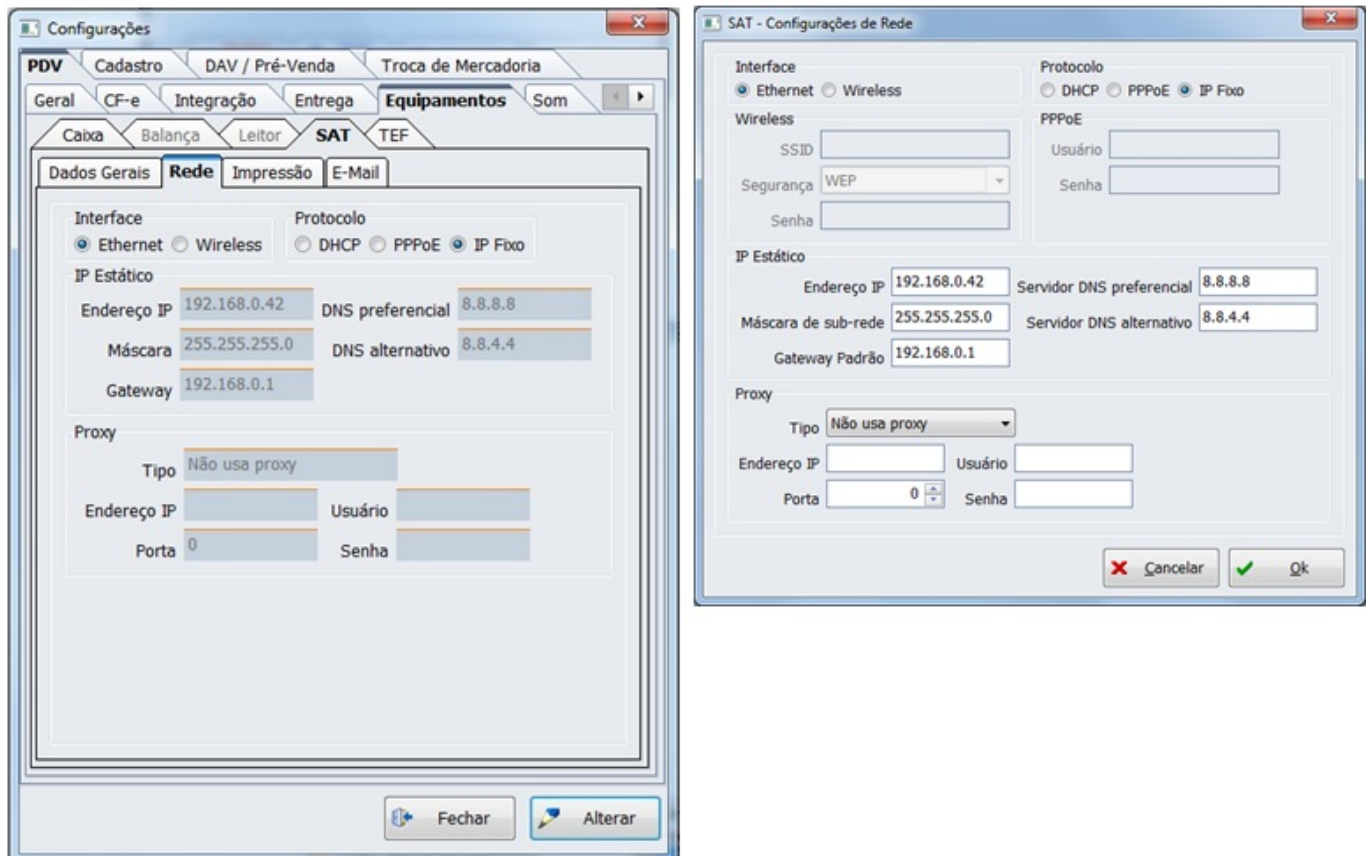 Configurações
PDV Cadastro DAV / Pré-Venda Troca de Mercadoria
Geral CF-e Integração Entrega Equipamentos Som
Caixa Balança Leitor SAT TEF
Dados Gerais Rede Impressão E-Mail
Interface Protocolo
Ethernet Wireless DHCP PPPoE IP Fixo
IP Estático
Endereço IP 192.168.0.42 DNS preferencial 8.8.8.8
Máscara 255.255.255.0 DNS alternativo 8.8.4.4
Gateway 192.168.0.1
Proxy
Tipo Não usa proxy
Endereço IP Usuário
Porta 0 Senha
Fechar Alterar
SAT - Configurações de Rede
Interface Protocolo
Ethernet Wireless DHCP PPPoE IP Fixo
Wireless PPPoE
SSID Usuário
Segurança WEP Senha
Senha
IP Estático
Endereço IP 192.168.0.42 Servidor DNS preferencial 8.8.8.8
Máscara de sub-rede 255.255.255.0 Servidor DNS alternativo 8.8.4.4
Gateway Padrão 192.168.0.1
Proxy
Tipo Não usa proxy
Endereço IP Usuário
Porta 0 Senha
Cancelar Ok